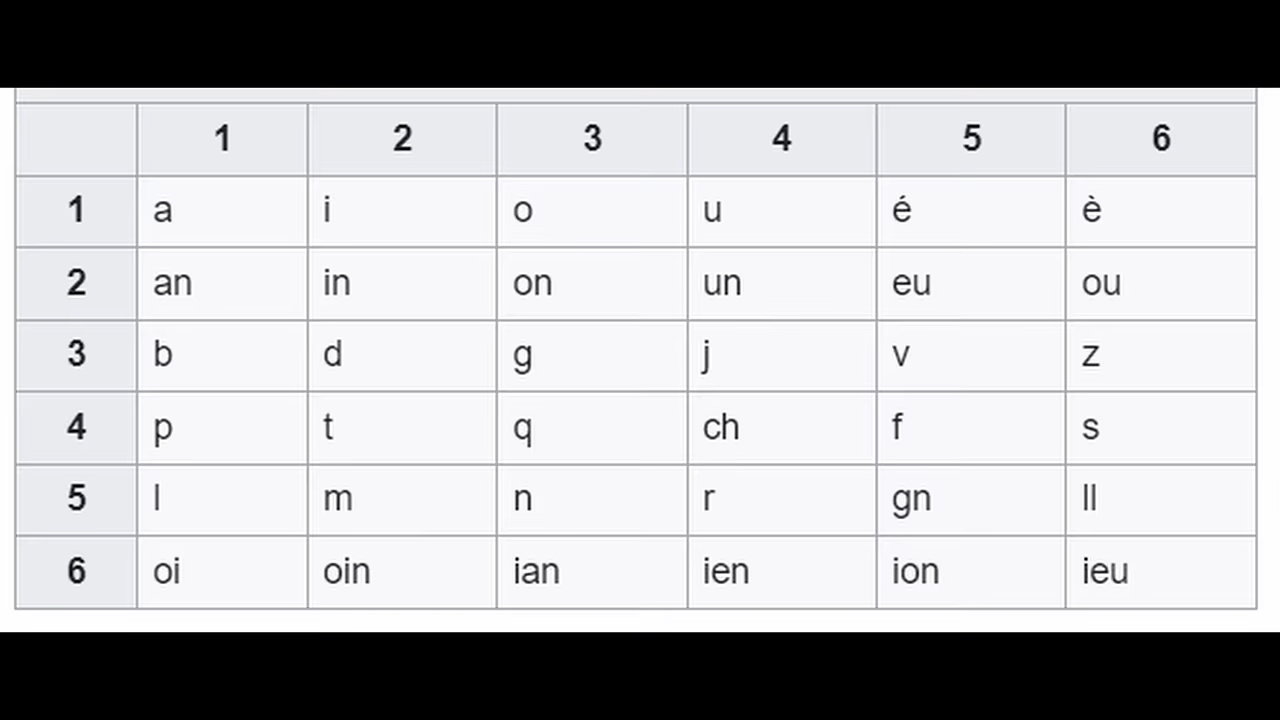 1 2 3 4 5 6
1 a i o u é è
2 an in on un eu ou
3 b d g j v z
4 p t q ch f s
5 l m n r gn ll
6 oi oin ian ien ion ieu